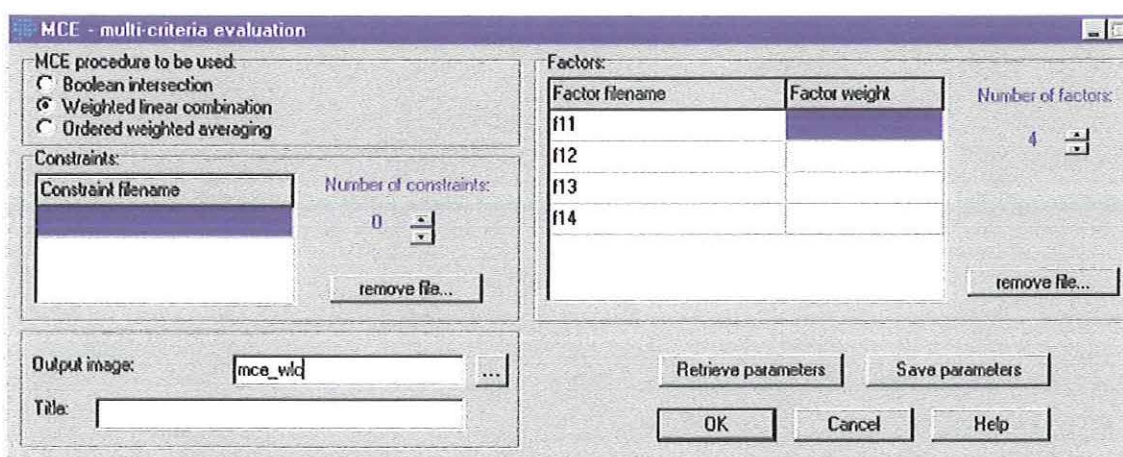 MCE - multi-criteria evaluation
MCE procedure to be used:
Boolean intersection
Weighted linear combination
Ordered weighted averaging
Constraints:
Constraint filename
Number of constraints:
0
remove file...
Factors:
Factor filename Factor weight
f11
f12
f13
f14
Number of factors:
4
remove file...
Output image: mce_wlc ...
Title:
Retrieve parameters Save parameters
OK Cancel Help